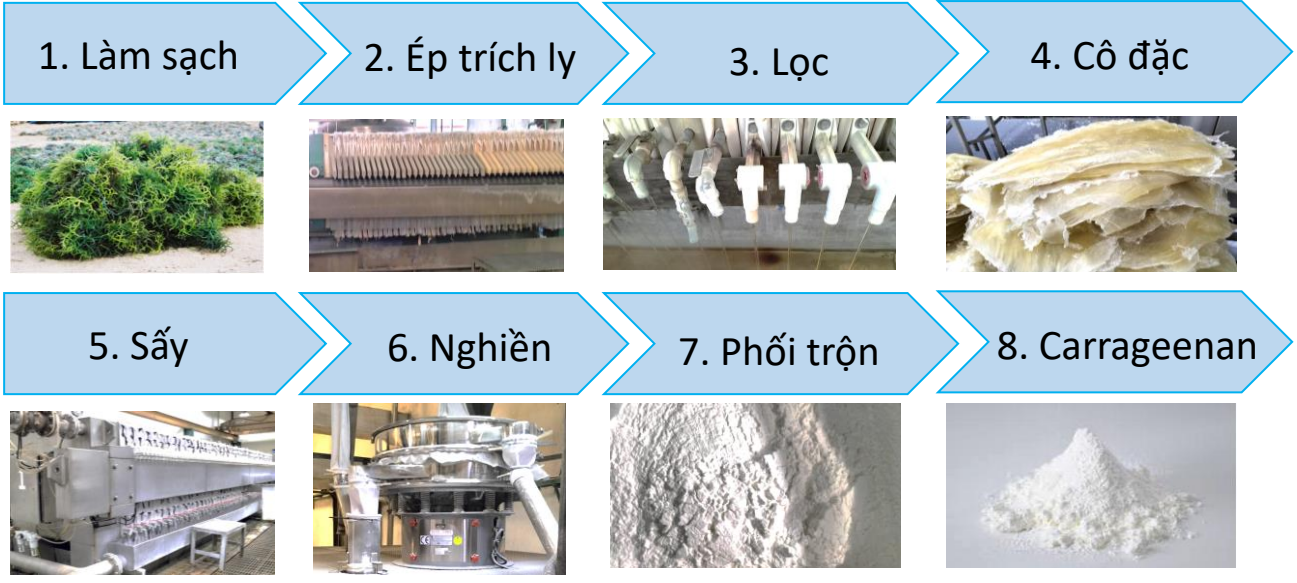 1. Làm sạch
2. Ép trích ly
3. Lọc
4. Cô đặc
5. Sấy
6. Nghiền
7. Phối trộn
8. Carrageenan